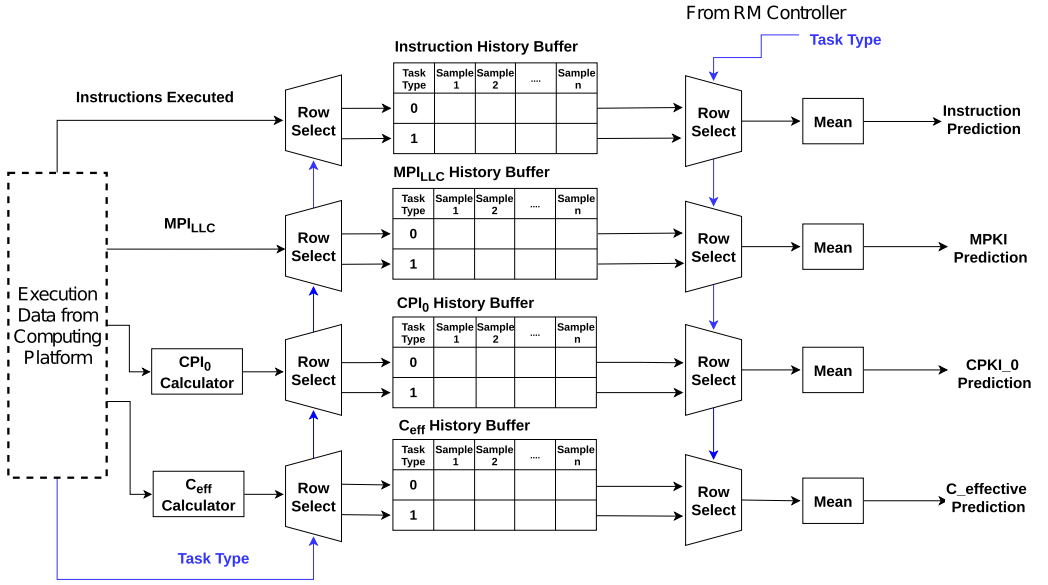 From RM Controller
Task Type
Instruction History Buffer
Task Type Sample 1 Sample 2 .... Sample n
Instructions Executed
Row Select
0
1
Row Select
Mean
Instruction Prediction
MPI_LLC History Buffer
Task Type Sample 1 Sample 2 .... Sample n
MPI_LLC
Row Select
0
1
Row Select
Mean
MPKI Prediction
Execution Data from Computing Platform
CPI_0 History Buffer
Task Type Sample 1 Sample 2 .... Sample n
CPI_0 Calculator
Row Select
0
1
Row Select
Mean
CPKI_0 Prediction
C_eff History Buffer
Task Type Sample 1 Sample 2 .... Sample n
C_eff Calculator
Row Select
0
1
Row Select
Mean
C_effective Prediction
Task Type